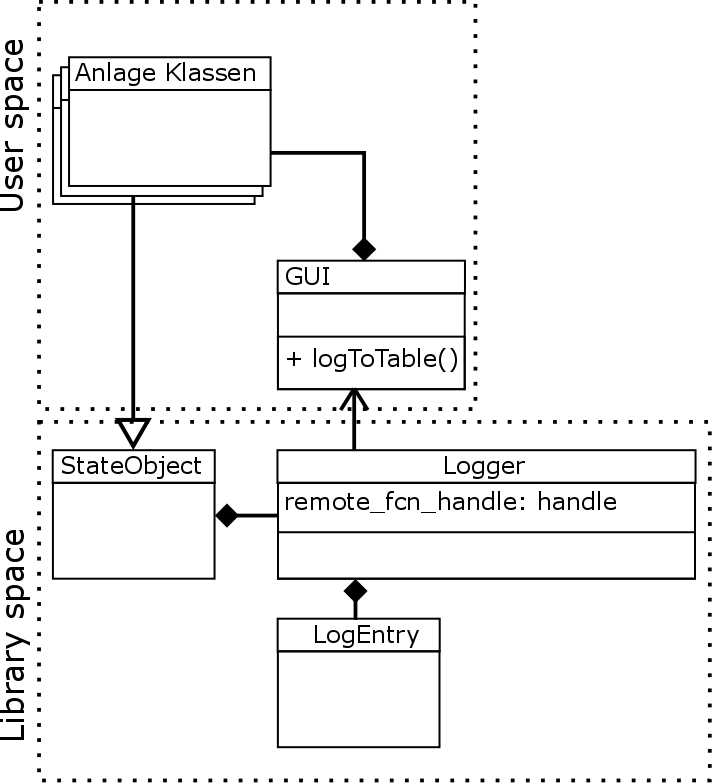 User space
Anlage Klassen
GUI
+ logToTable()
Library space
StateObject
Logger
remote_fcn_handle: handle
LogEntry